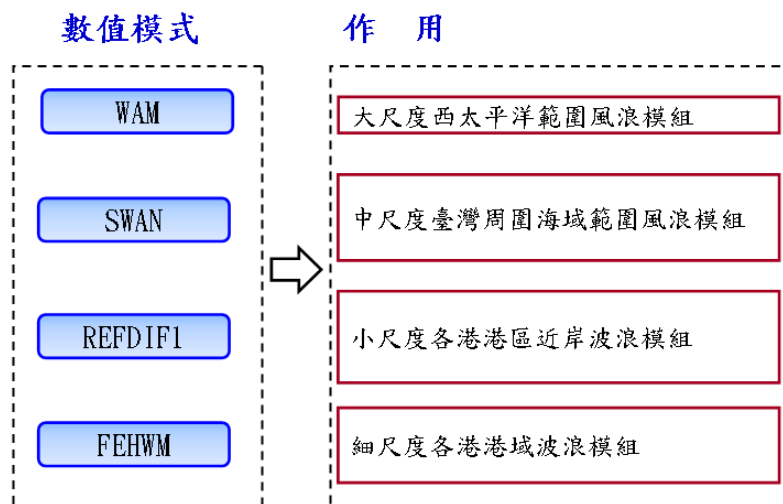 數值模式
作 用
WAM
大尺度西太平洋範圍風浪模組
SWAN
中尺度臺灣周圍海域範圍風浪模組
REFDIF1
小尺度各港港區近岸波浪模組
FEHWM
細尺度各港港域波浪模組